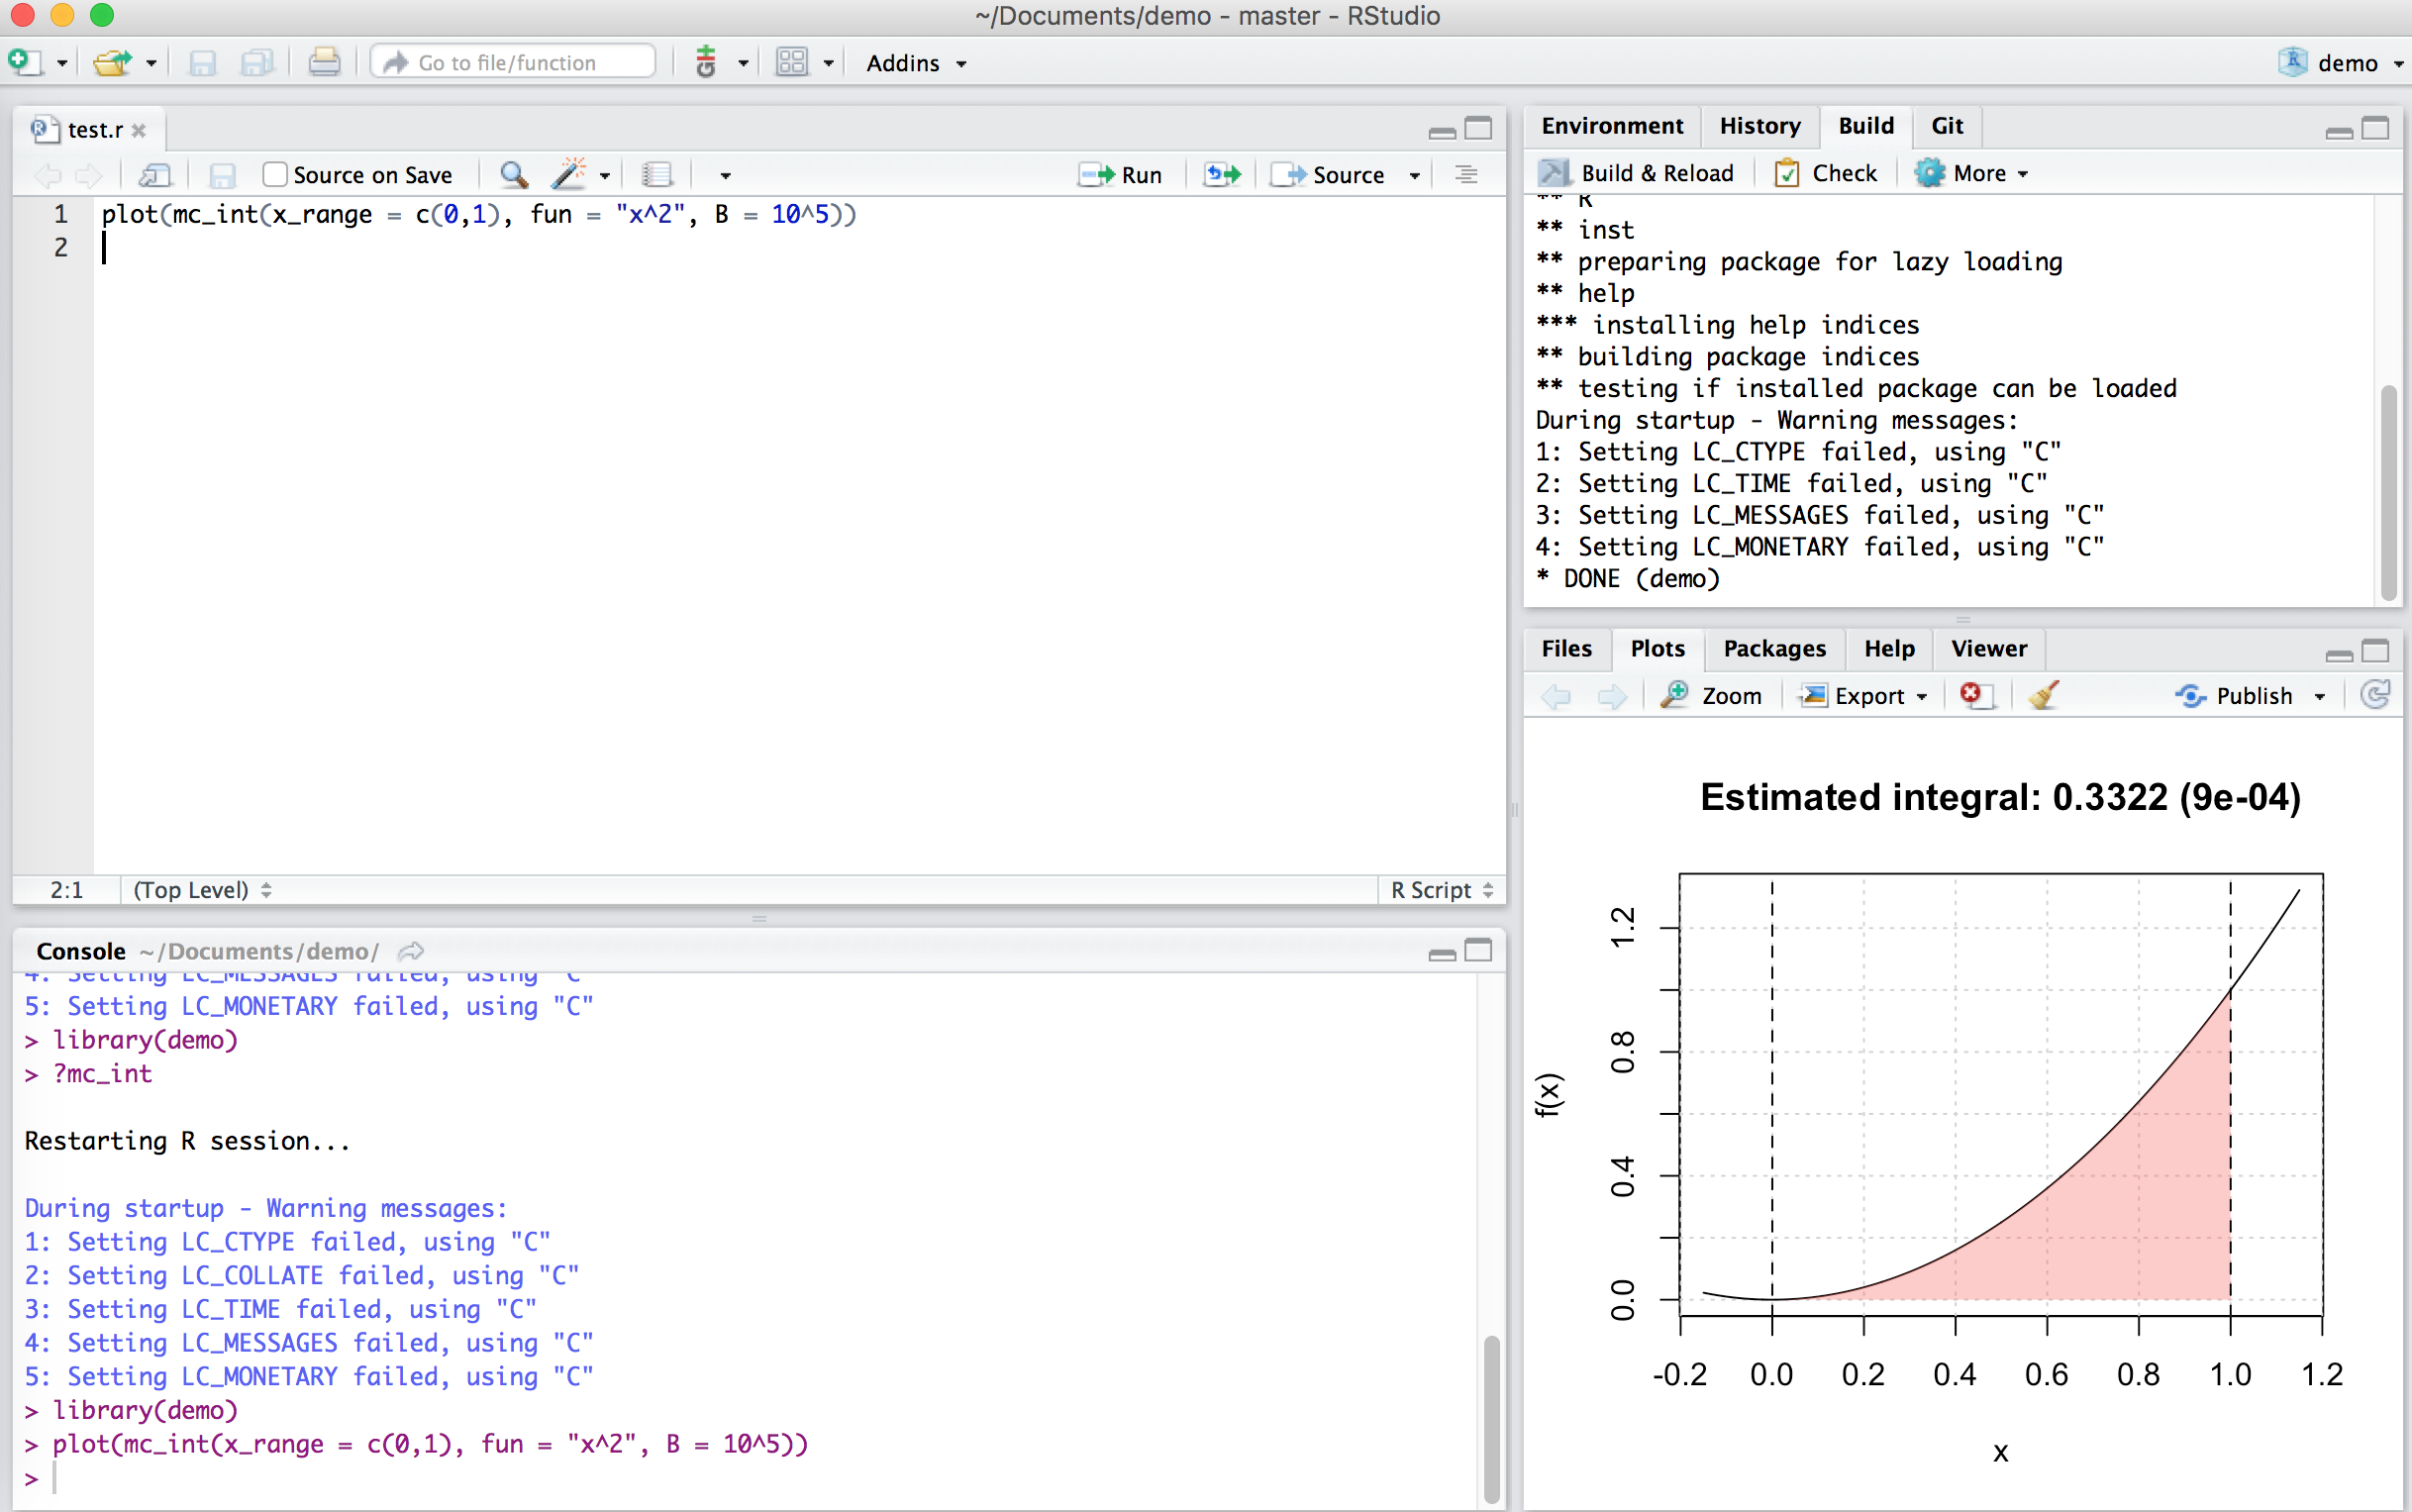 ~/Documents/demo - master - RStudio
Go to file/function
Addins
demo
test.r
Source on Save
Run
Source
1 plot(mc_int(x_range = c(0,1), fun = "x^2", B = 10^5))
2
2:1
(Top Level)
R Script
Console ~/Documents/demo/
4: Setting LC_MESSAGES failed, using "C"
5: Setting LC_MONETARY failed, using "C"
> library(demo)
> ?mc_int
Restarting R session...
During startup - Warning messages:
1: Setting LC_CTYPE failed, using "C"
2: Setting LC_COLLATE failed, using "C"
3: Setting LC_TIME failed, using "C"
4: Setting LC_MESSAGES failed, using "C"
5: Setting LC_MONETARY failed, using "C"
> library(demo)
> plot(mc_int(x_range = c(0,1), fun = "x^2", B = 10^5))
>
Environment History Build Git
Build & Reload Check More
** R
** inst
** preparing package for lazy loading
** help
*** installing help indices
** building package indices
** testing if installed package can be loaded
During startup - Warning messages:
1: Setting LC_CTYPE failed, using "C"
2: Setting LC_TIME failed, using "C"
3: Setting LC_MESSAGES failed, using "C"
4: Setting LC_MONETARY failed, using "C"
* DONE (demo)
Files Plots Packages Help Viewer
Zoom Export Publish
Estimated integral: 0.3322 (9e-04)
1.2
0.8
0.4
0.0
f(x)
-0.2 0.0 0.2 0.4 0.6 0.8 1.0 1.2
x